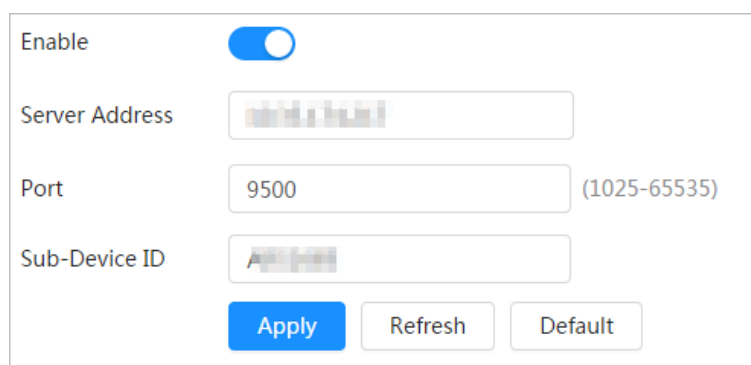 Enable
Server Address
Port 9500 (1025-65535)
Sub-Device ID
Apply Refresh Default